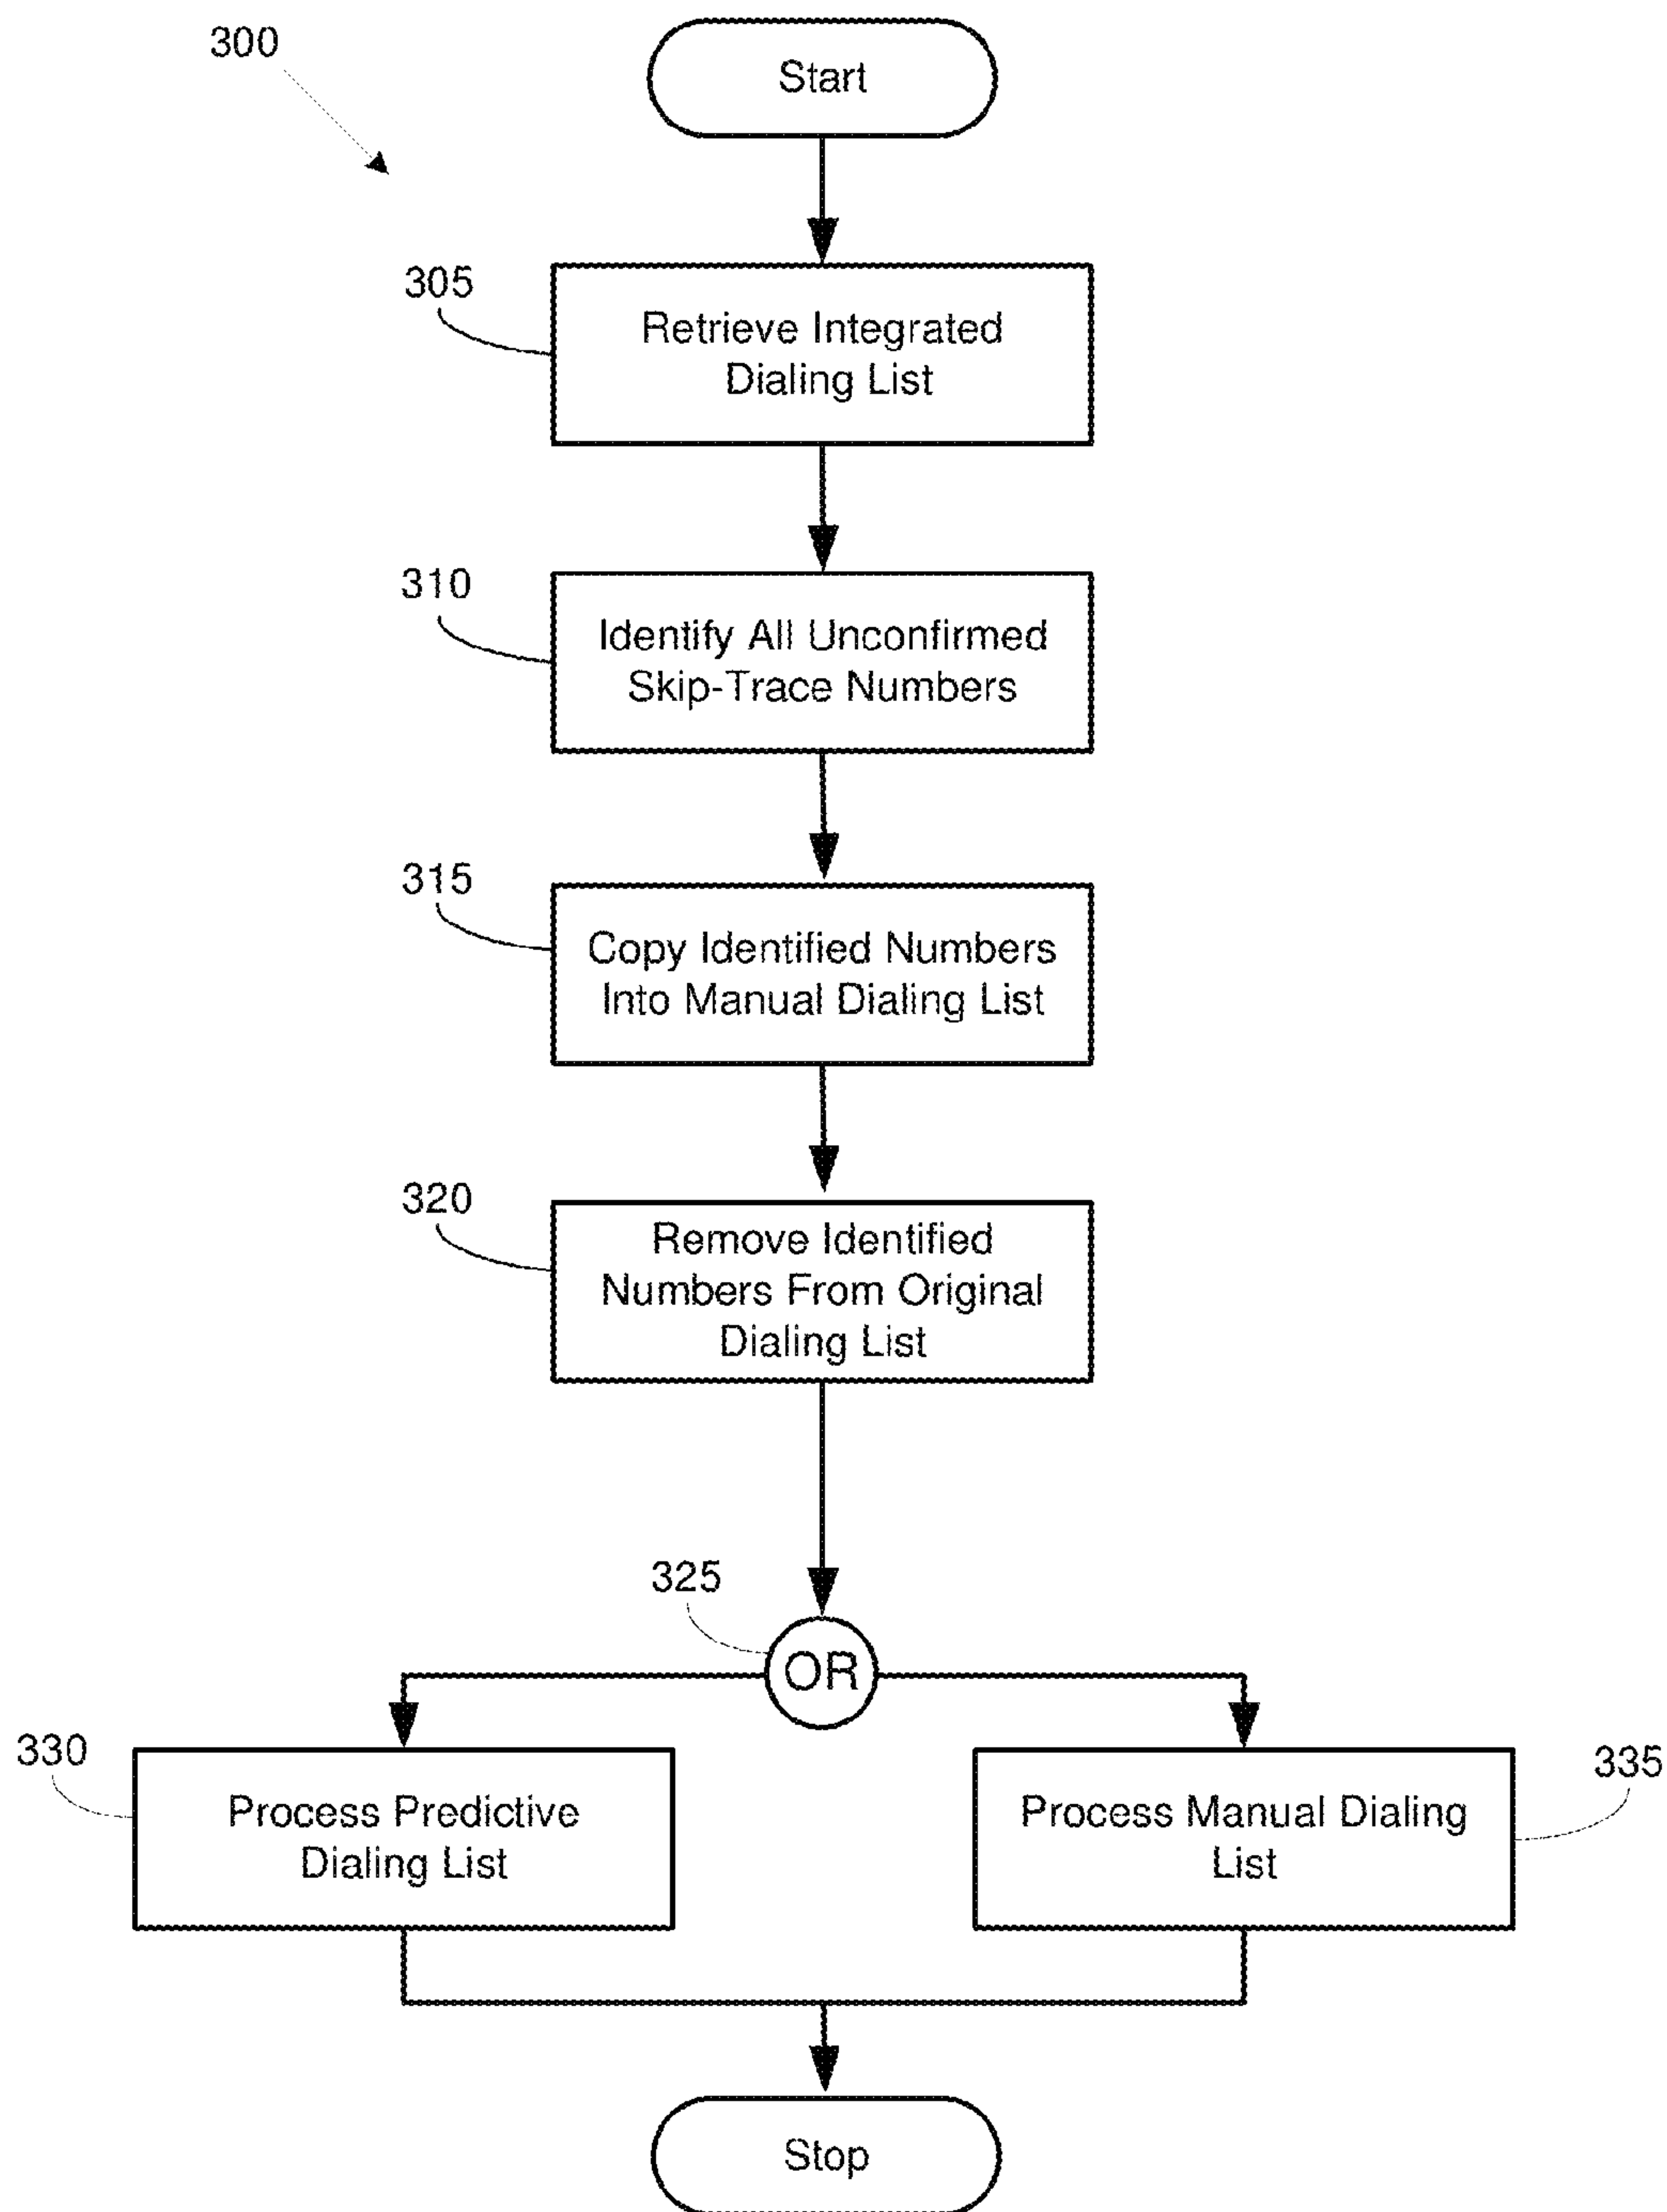 300
Start
305
Retrieve Integrated
Dialing List
310
Identify All Unconfirmed
Skip-Trace Numbers
315
Copy Identified Numbers
Into Manual Dialing List
320
Remove Identified
Numbers From Original
Dialing List
325
OR
330
Process Predictive
Dialing List
335
Process Manual Dialing
List
Stop